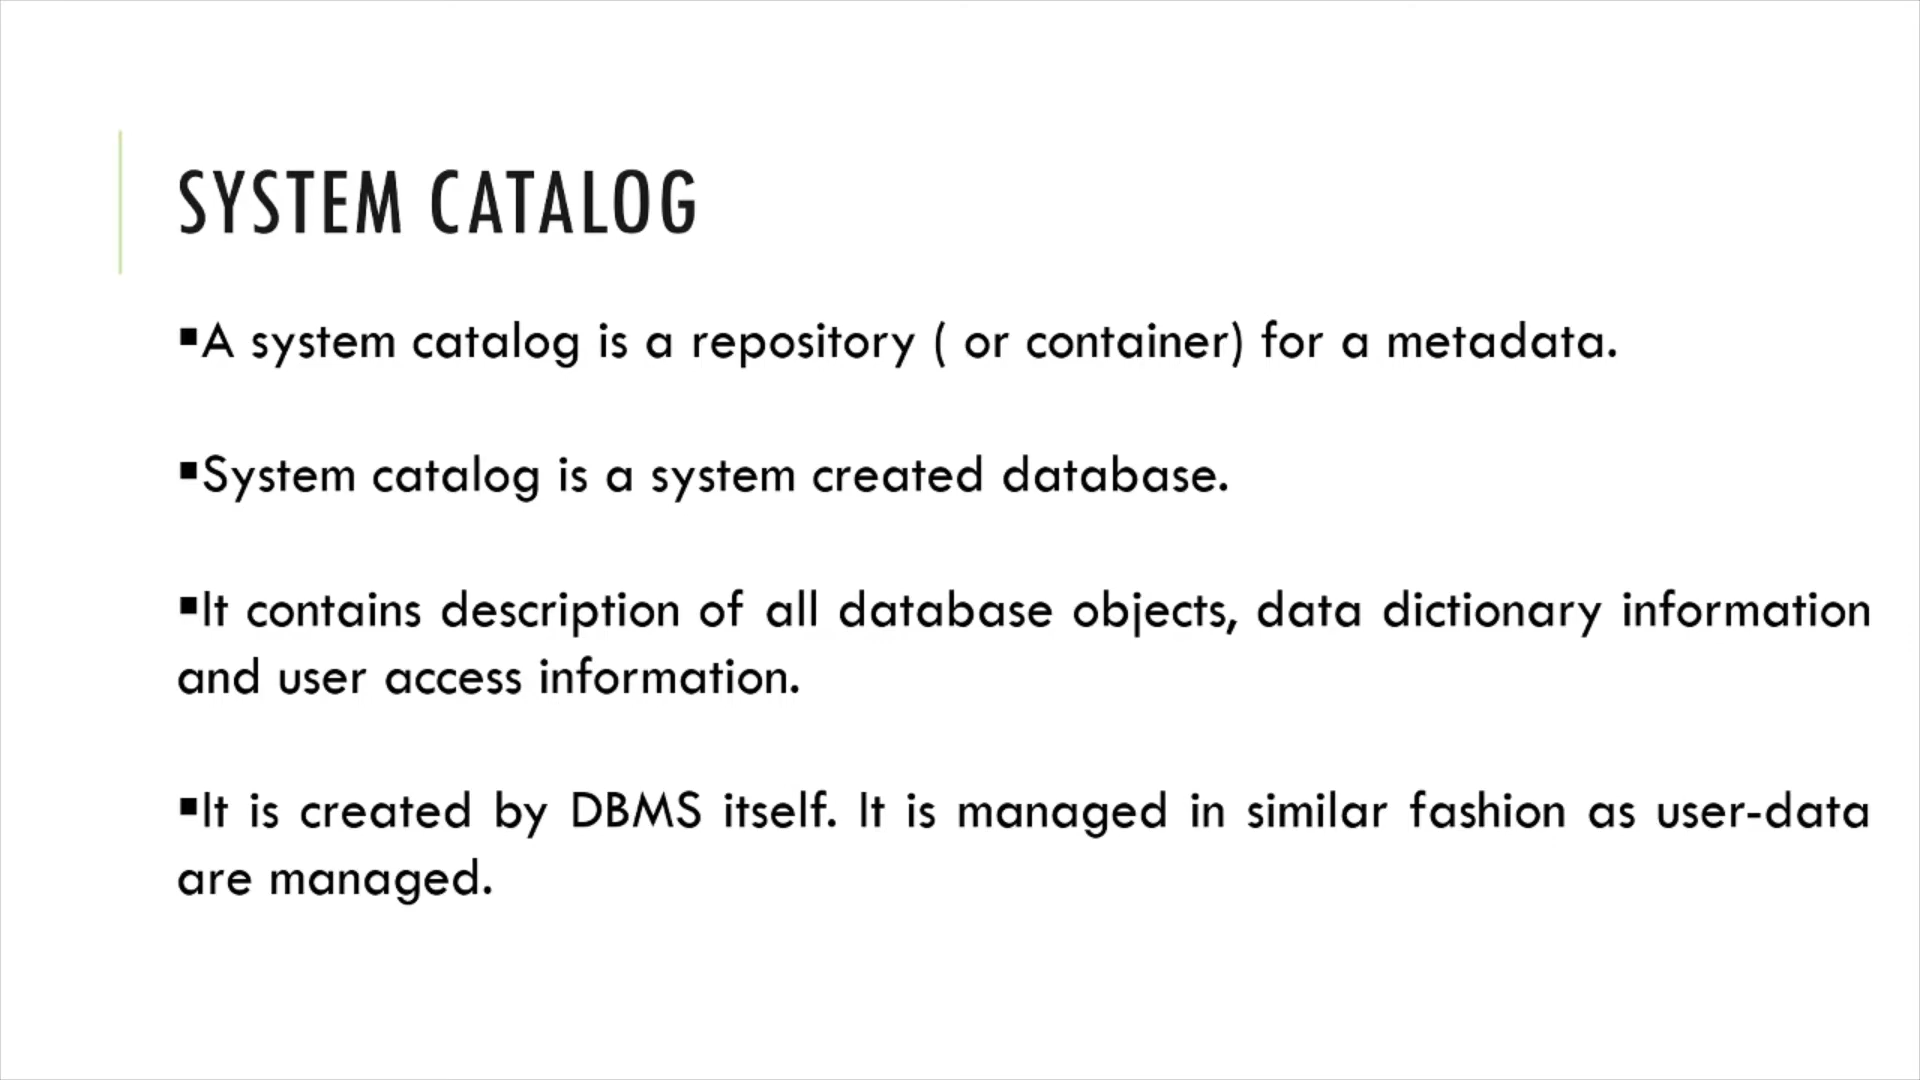 SYSTEM CATALOG
▪A system catalog is a repository ( or container) for a metadata.
▪System catalog is a system created database.
▪It contains description of all database objects, data dictionary information
and user access information.
▪It is created by DBMS itself. It is managed in similar fashion as user-data
are managed.